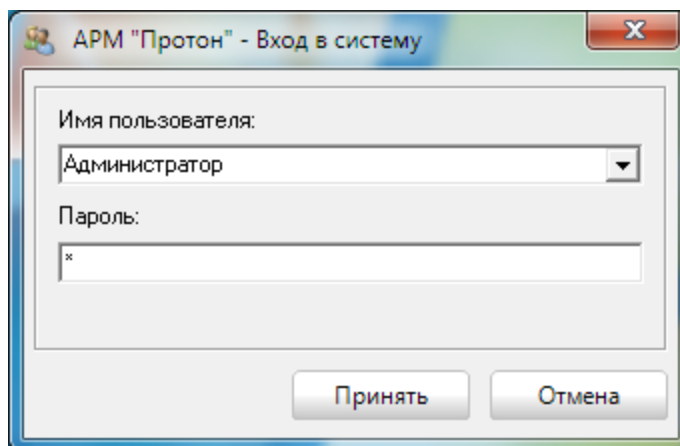 АРМ "Протон" - Вход в систему
Имя пользователя:
Администратор
Пароль:
*
Принять Отмена